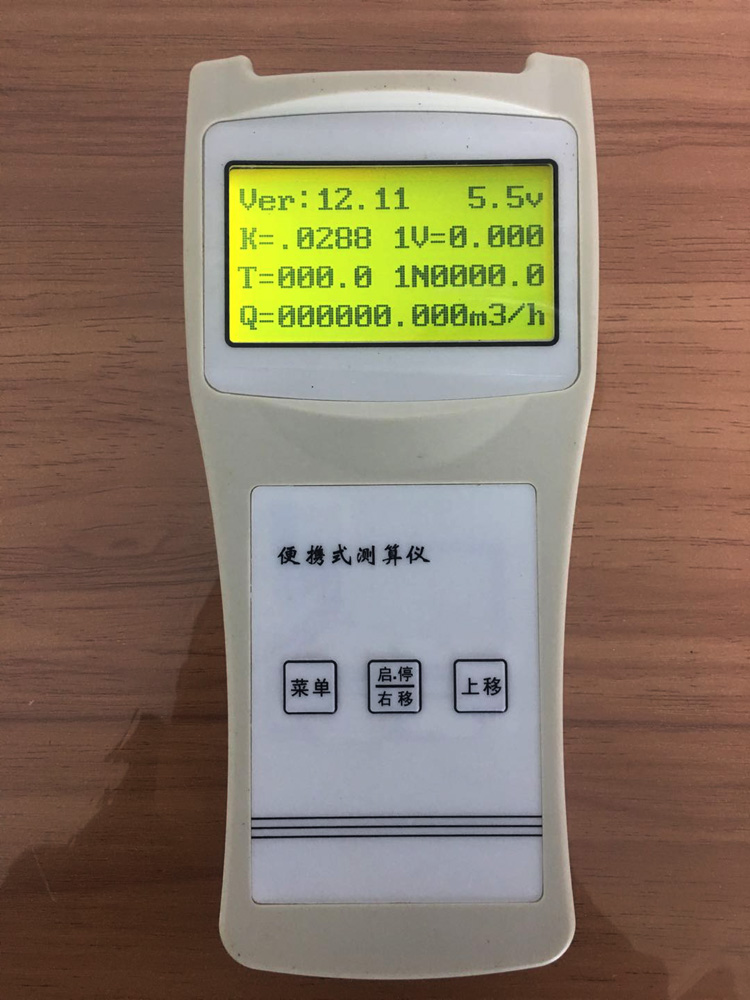 Ver:12.11 5.5v
K=.0288 1V=0.000
T=000.0 1N0000.0
Q=000000.000m3/h
便携式测算仪
菜单
启.停
右移
上移